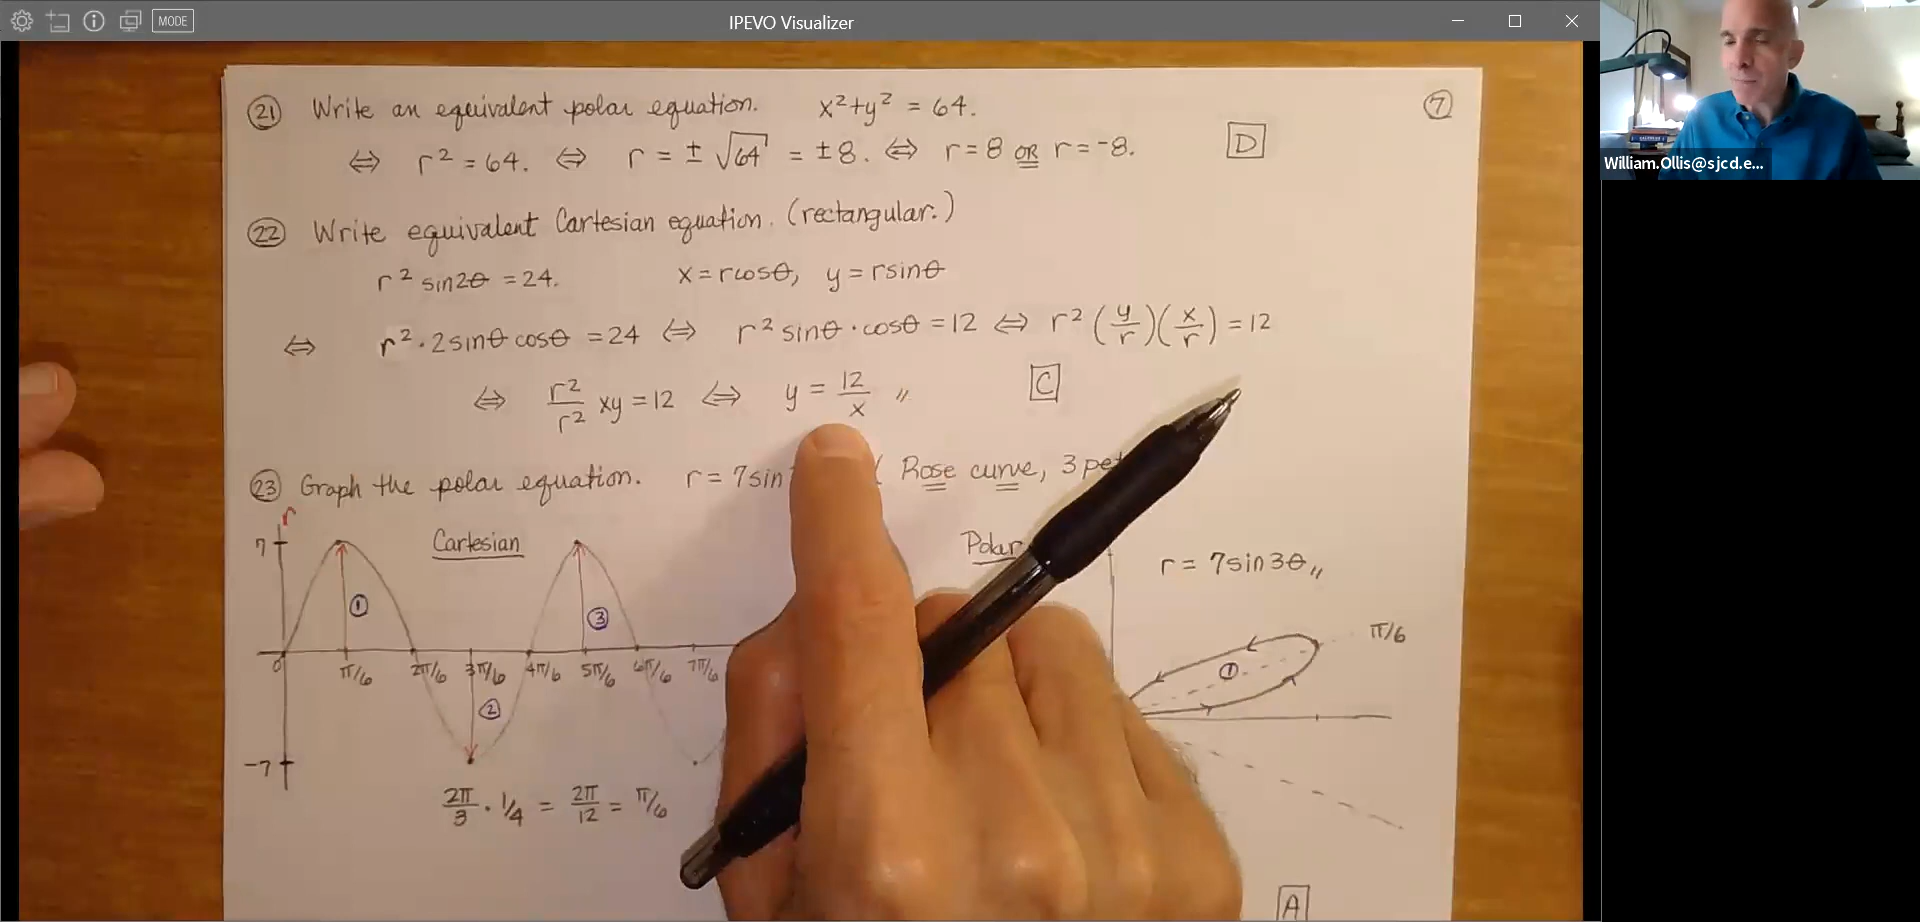 MODE
IPEVO Visualizer
William.Ollis@sjcd.e...
7
21 Write an equivalent polar equation. x²+y² = 64.
⇔ r² = 64. ⇔ r = ± √64 = ±8. ⇔ r = 8 OR r = -8. D
22 Write equivalent Cartesian equation. (rectangular.)
r² sin2θ = 24. x = rcosθ, y = rsinθ
⇔ r²·2sinθ cosθ = 24 ⇔ r² sinθ·cosθ = 12 ⇔ r² (y/r)(x/r) = 12
⇔ r²/r² xy = 12 ⇔ y = 12/x C
23 Graph the polar equation. r = 7sin ( Rose curve, 3
r
7 Cartesian Polar r = 7sin3θ
1 3 π/6
1
0 π/6 2π/6 3π/6 4π/6 5π/6 6π/6 7π/6
2
-7
2π/3 · 1/4 = 2π/12 = π/6
A